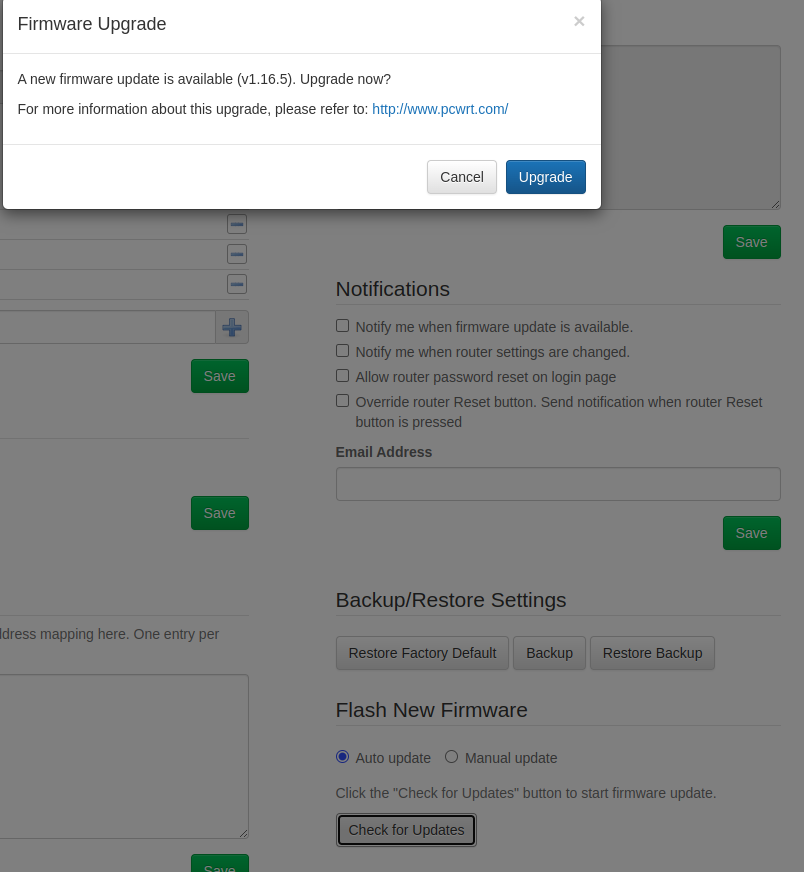 Firmware Upgrade
×
A new firmware update is available (v1.16.5). Upgrade now?
For more information about this upgrade, please refer to: http://www.pcwrt.com/
Cancel
Upgrade
Save
Notifications
Notify me when firmware update is available.
Notify me when router settings are changed.
Allow router password reset on login page
Override router Reset button. Send notification when router Reset
button is pressed
Email Address
Save
Save
Save
ddress mapping here. One entry per
Save
Backup/Restore Settings
Restore Factory Default
Backup
Restore Backup
Flash New Firmware
Auto update
Manual update
Click the "Check for Updates" button to start firmware update.
Check for Updates